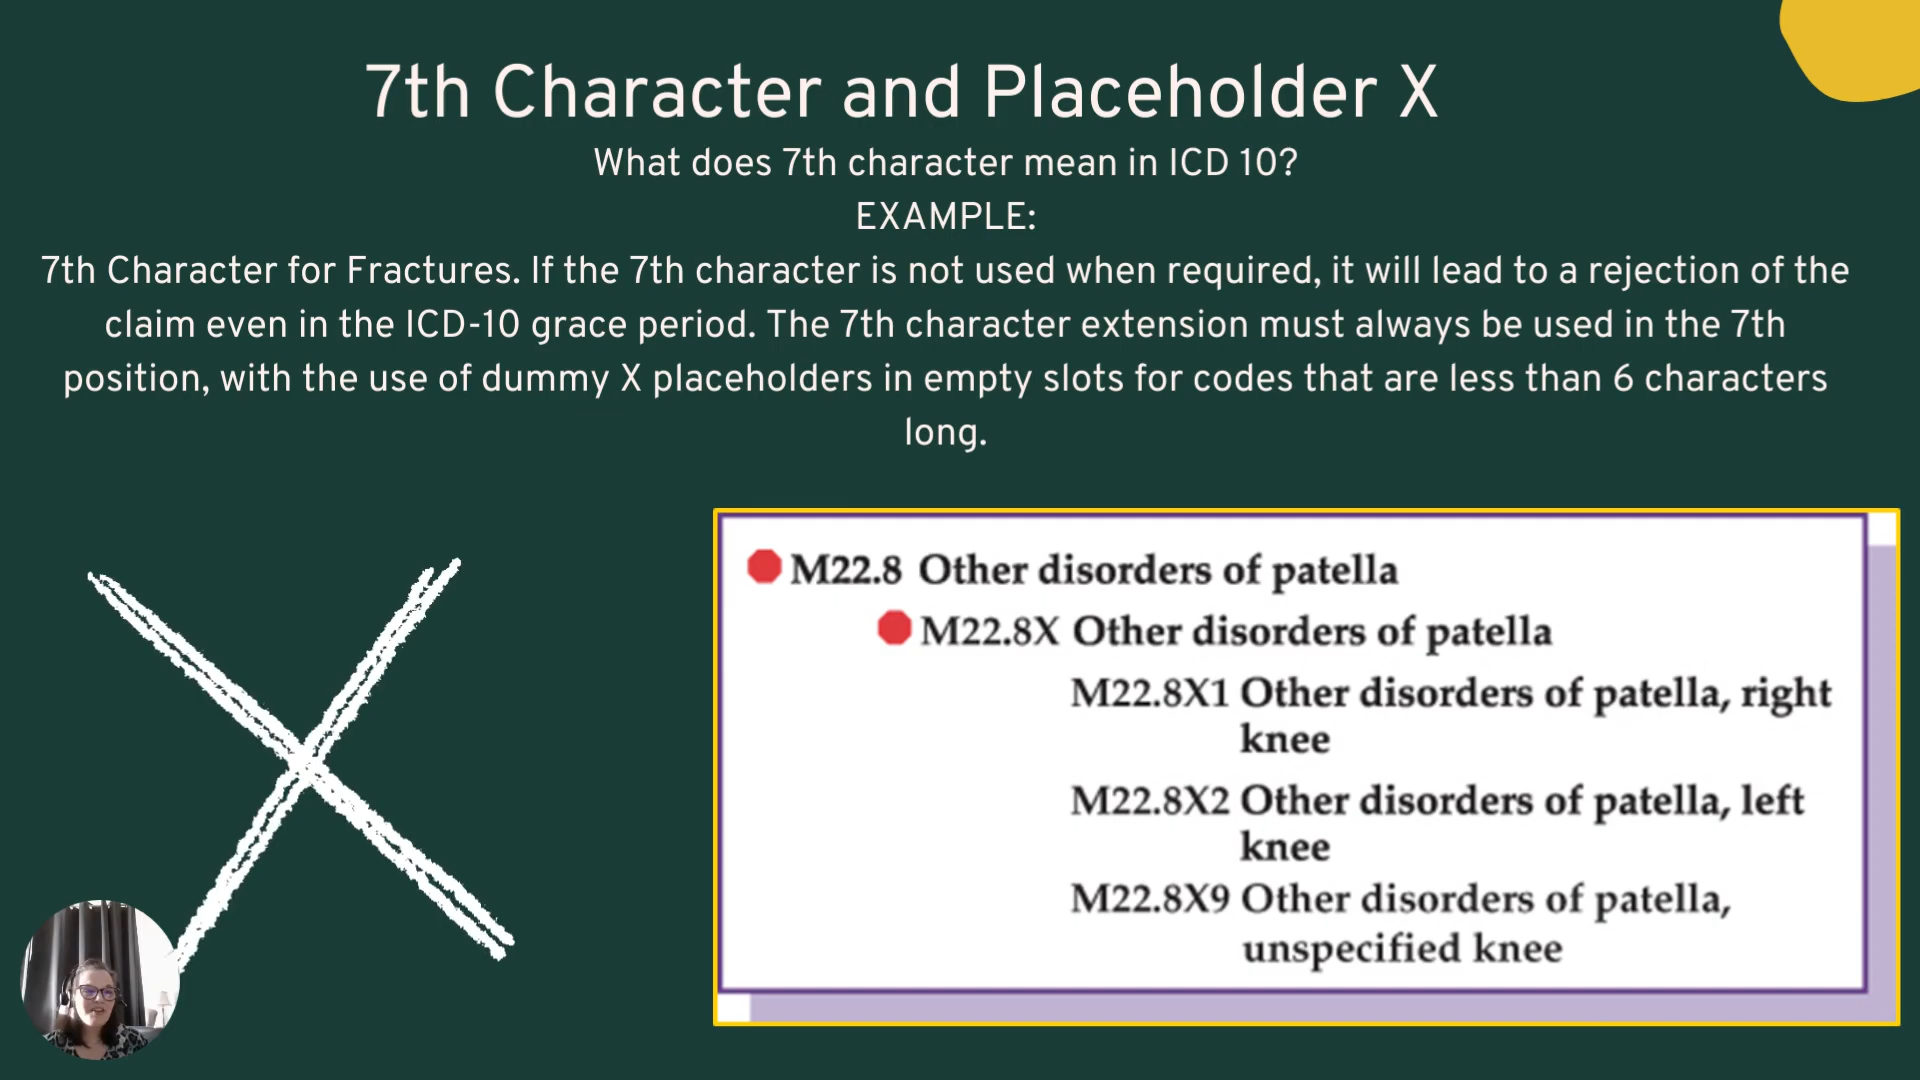 7th Character and Placeholder X
What does 7th character mean in ICD 10?
EXAMPLE:
7th Character for Fractures. If the 7th character is not used when required, it will lead to a rejection of the
claim even in the ICD-10 grace period. The 7th character extension must always be used in the 7th
position, with the use of dummy X placeholders in empty slots for codes that are less than 6 characters
long.
M22.8 Other disorders of patella
M22.8X Other disorders of patella
M22.8X1 Other disorders of patella, right
knee
M22.8X2 Other disorders of patella, left
knee
M22.8X9 Other disorders of patella,
unspecified knee